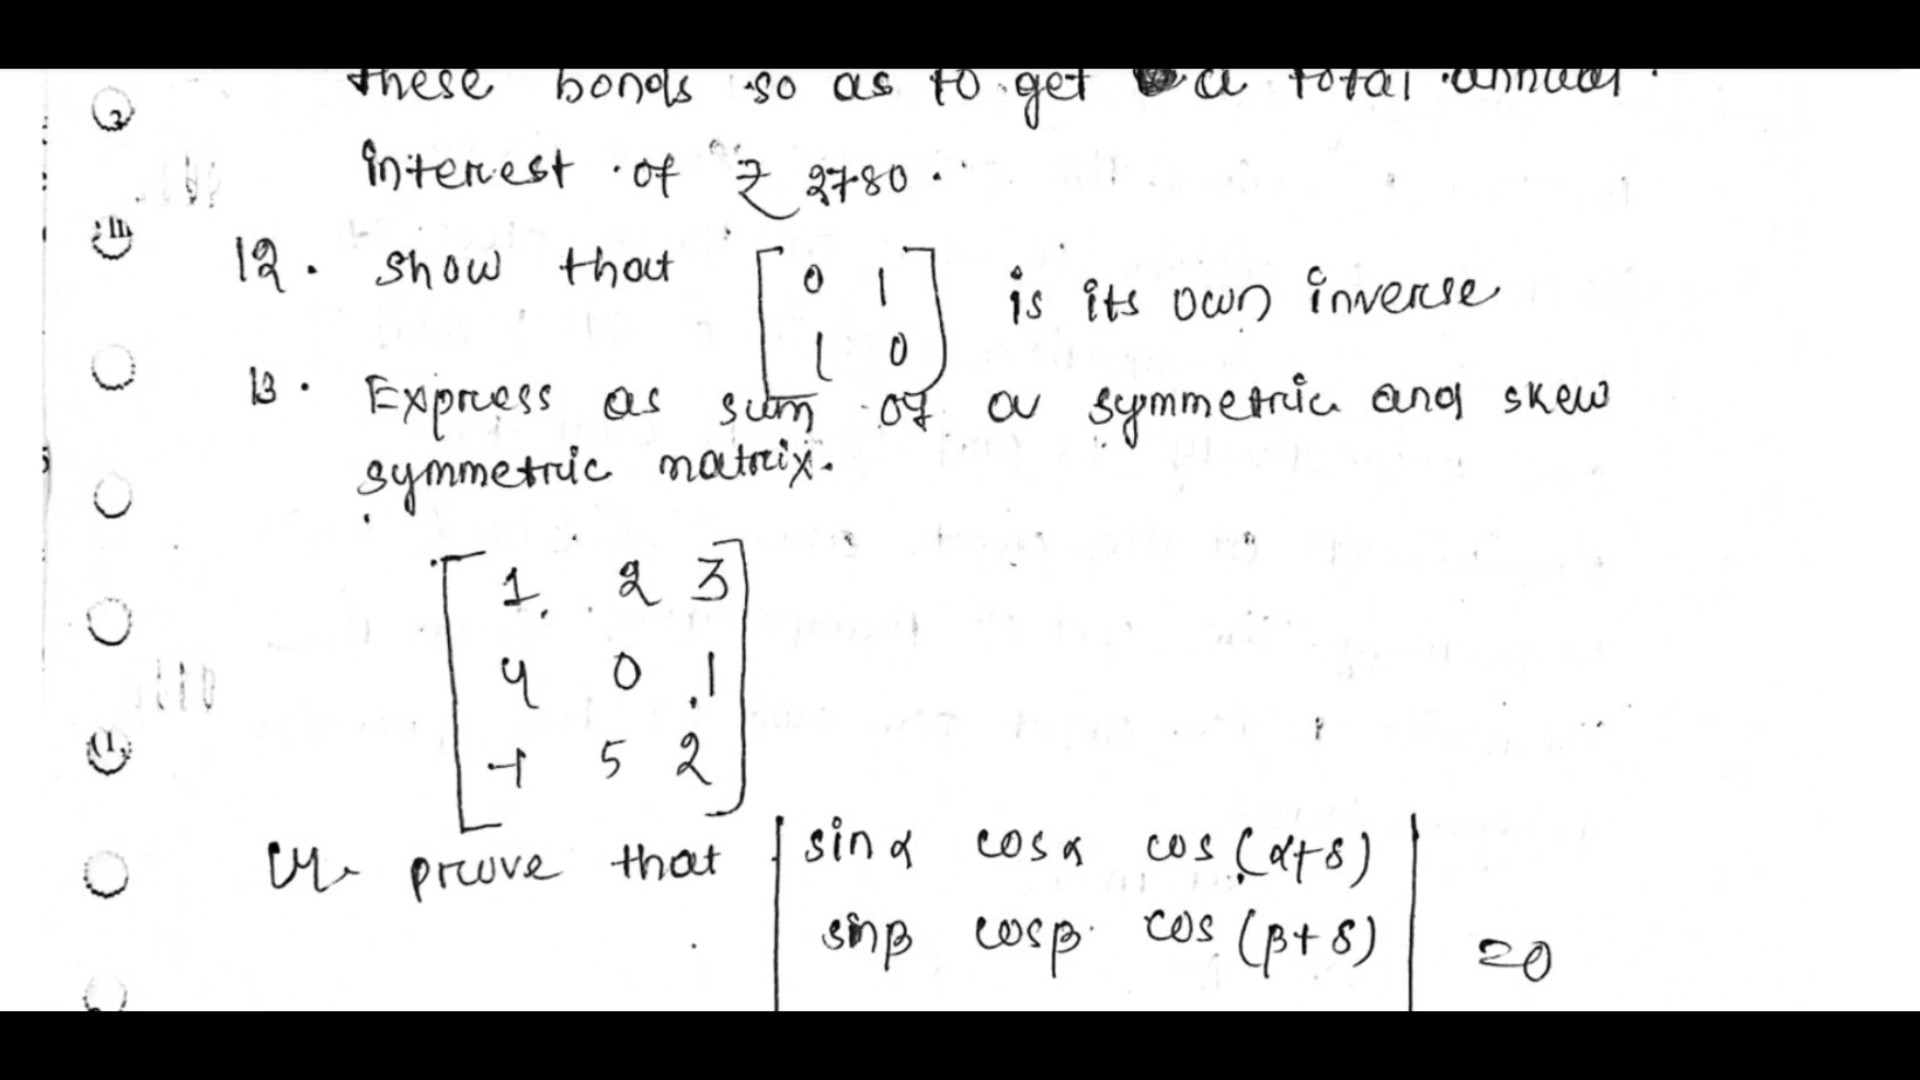 these bonds so as to get a total annual
interest of ₹ 2780.
12. show that [ 0 1 ] is its own inverse
1 0
13. Express as sum of a symmetric and skew
symmetric matrix.
1 2 3
4 0 1
-1 5 2
14. prove that | sin α cos α cos (α+δ) |
sin β cos β cos (β+δ) = 0